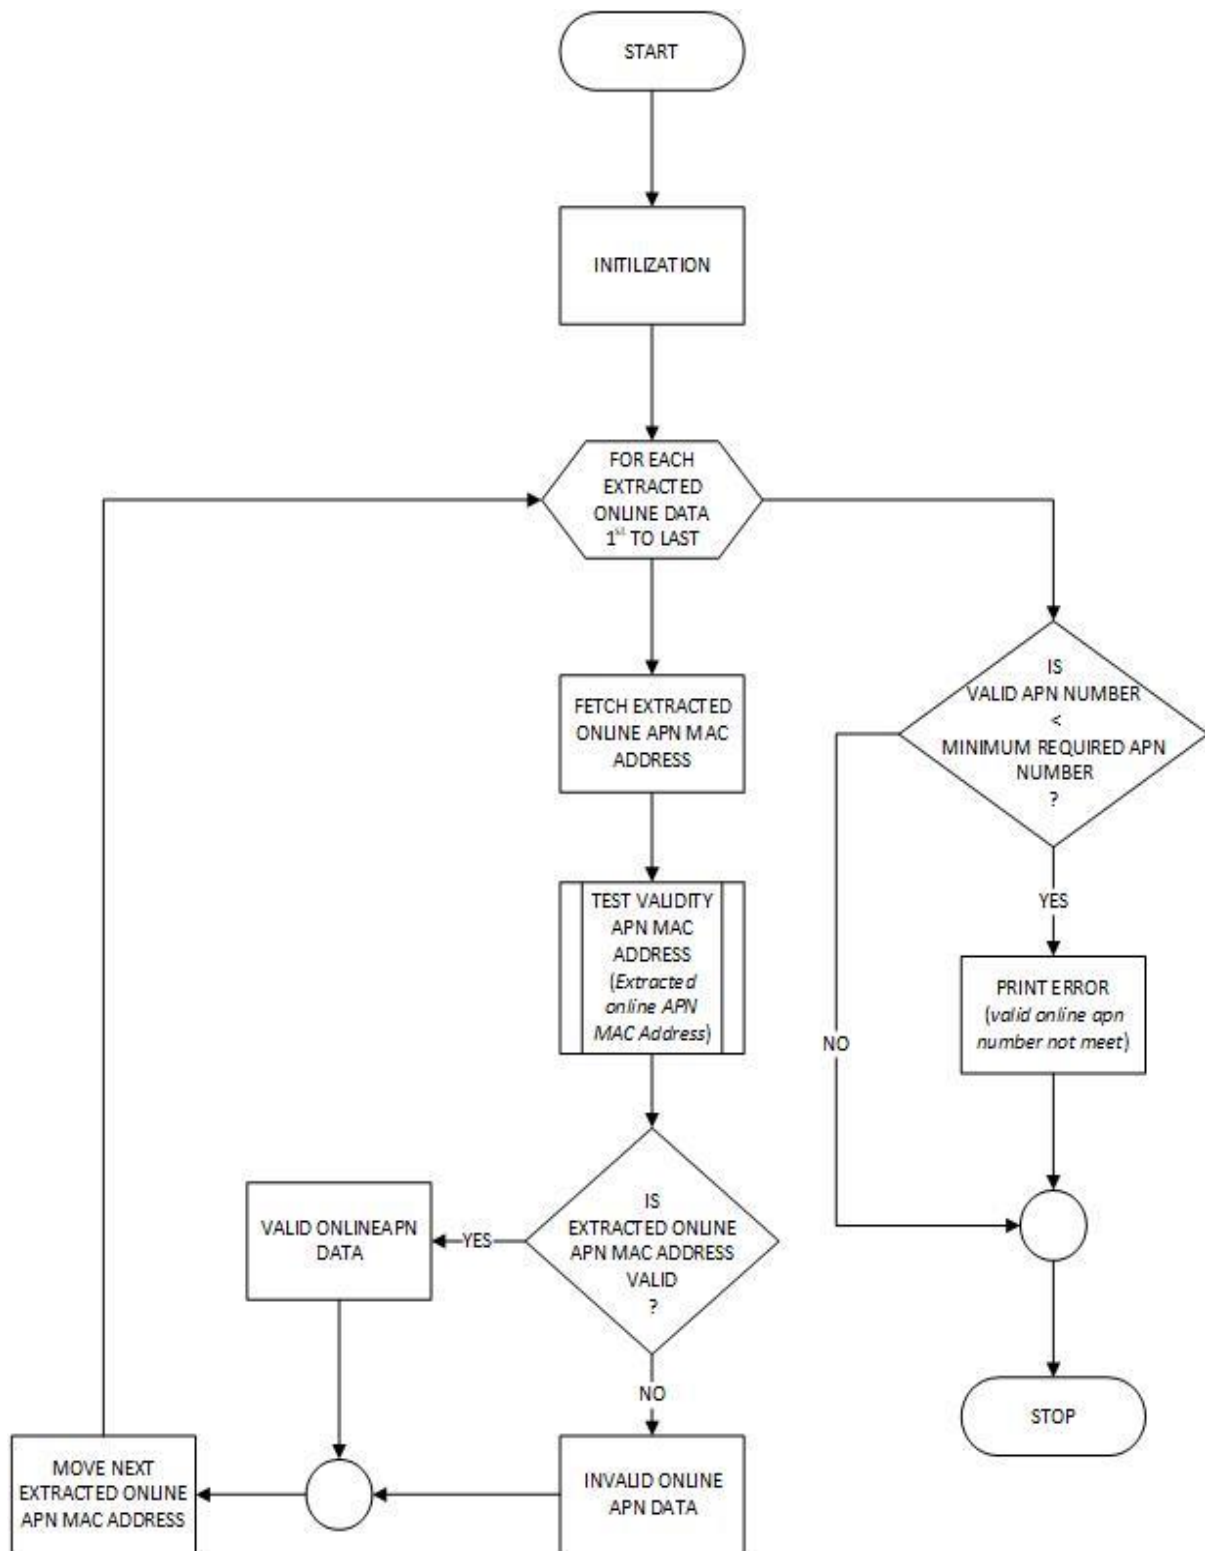 START
INITILIZATION
FOR EACH
EXTRACTED
ONLINE DATA
1st TO LAST
FETCH EXTRACTED
ONLINE APN MAC
ADDRESS
TEST VALIDITY
APN MAC
ADDRESS
(Extracted
online APN
MAC Address)
IS
EXTRACTED ONLINE
APN MAC ADDRESS
VALID
?
YES
VALID ONLINEAPN
DATA
NO
INVALID ONLINE
APN DATA
MOVE NEXT
EXTRACTED ONLINE
APN MAC ADDRESS
IS
VALID APN NUMBER
<
MINIMUM REQUIRED APN
NUMBER
?
YES
PRINT ERROR
(valid online apn
number not meet)
NO
STOP